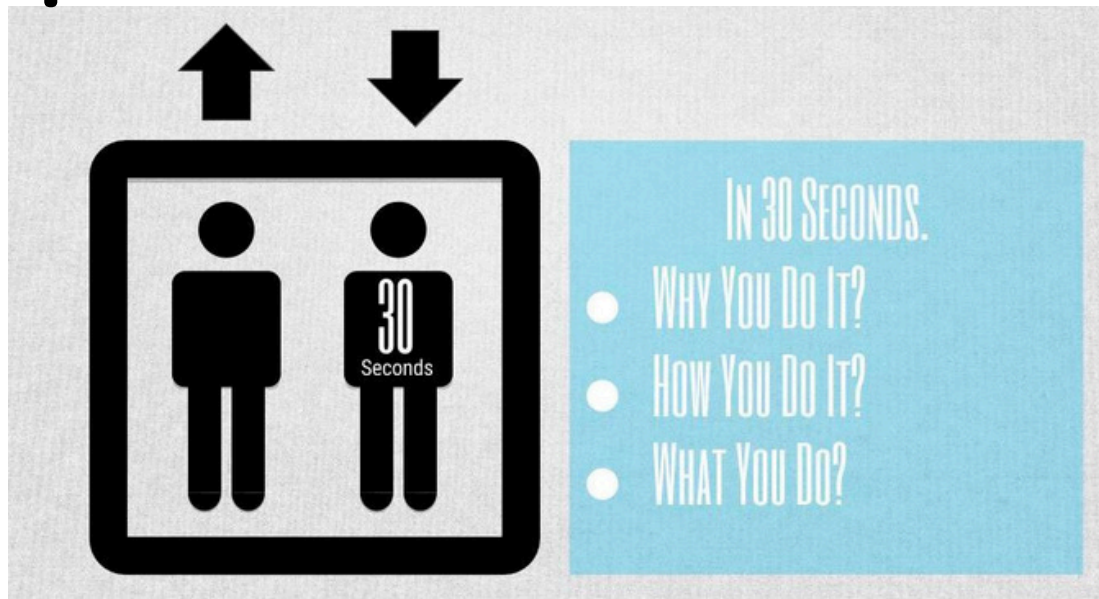 30
Seconds
In 30 Seconds.
Why You Do It?
How You Do It?
What You Do?